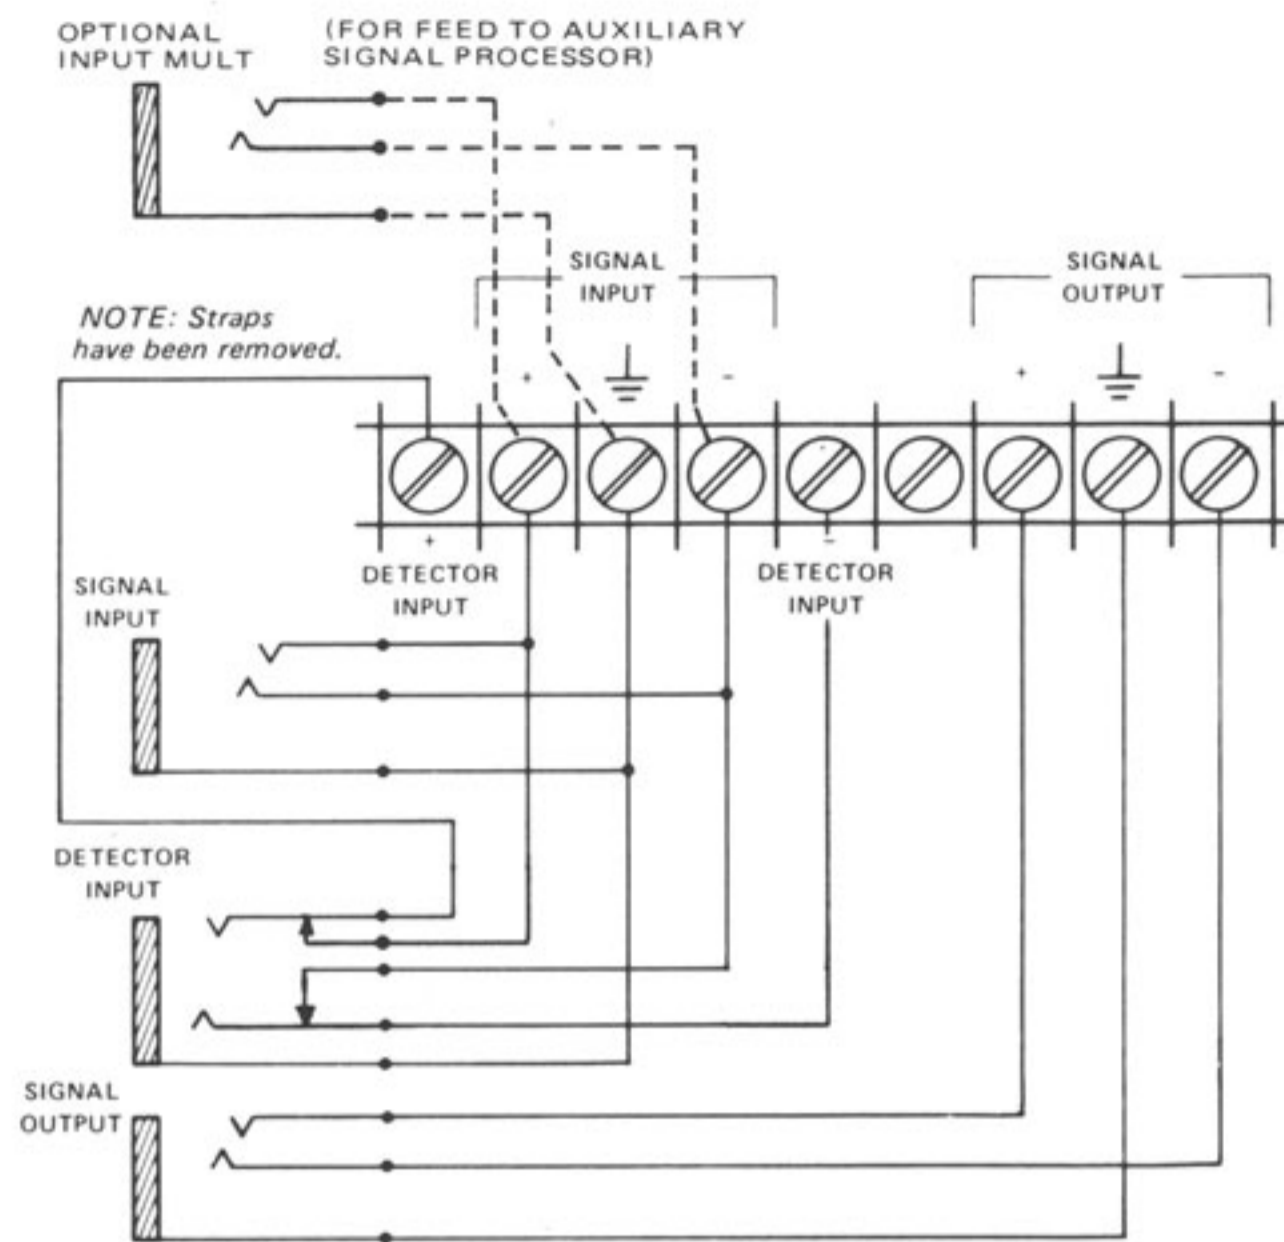 OPTIONAL
INPUT MULT
(FOR FEED TO AUXILIARY
SIGNAL PROCESSOR)
SIGNAL
INPUT
SIGNAL
OUTPUT
NOTE: Straps
have been removed.
+
-
+
-
+
-
DETECTOR
INPUT
DETECTOR
INPUT
SIGNAL
INPUT
DETECTOR
INPUT
SIGNAL
OUTPUT